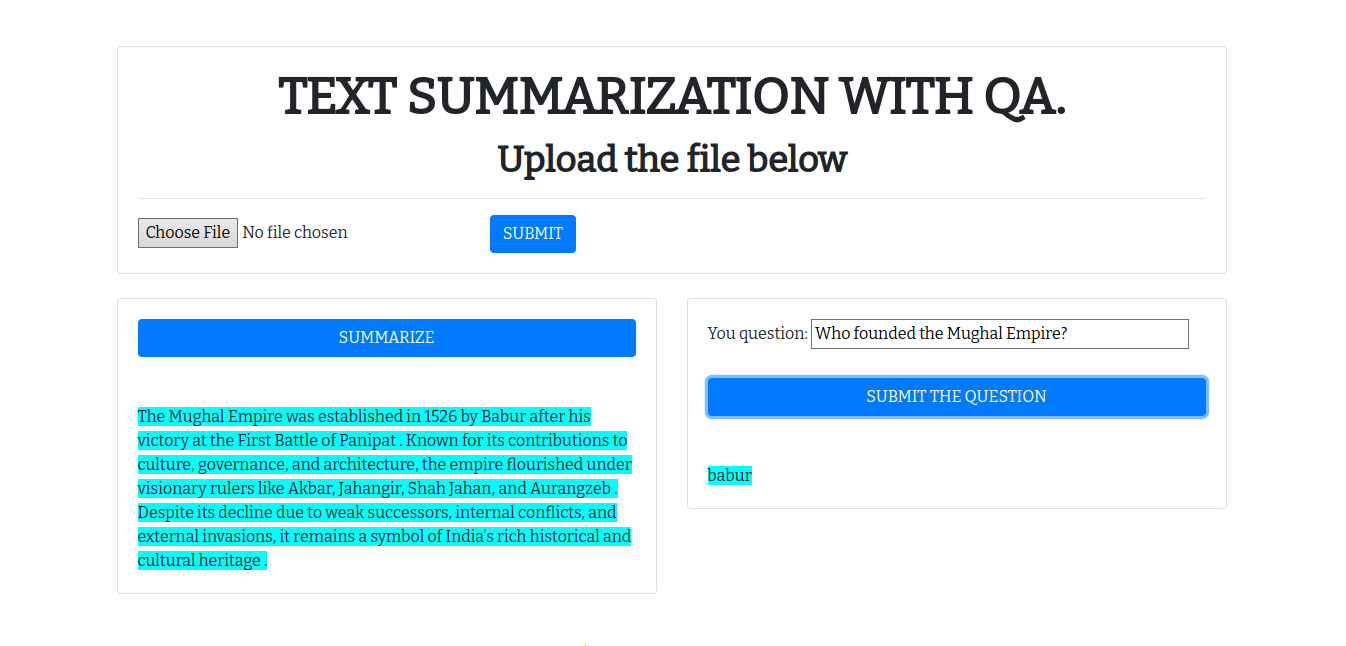 TEXT SUMMARIZATION WITH QA.
Upload the file below
Choose File No file chosen SUBMIT
SUMMARIZE
The Mughal Empire was established in 1526 by Babur after his
victory at the First Battle of Panipat . Known for its contributions to
culture, governance, and architecture, the empire flourished under
visionary rulers like Akbar, Jahangir, Shah Jahan, and Aurangzeb .
Despite its decline due to weak successors, internal conflicts, and
external invasions, it remains a symbol of India's rich historical and
cultural heritage .
You question: Who founded the Mughal Empire?
SUBMIT THE QUESTION
babur